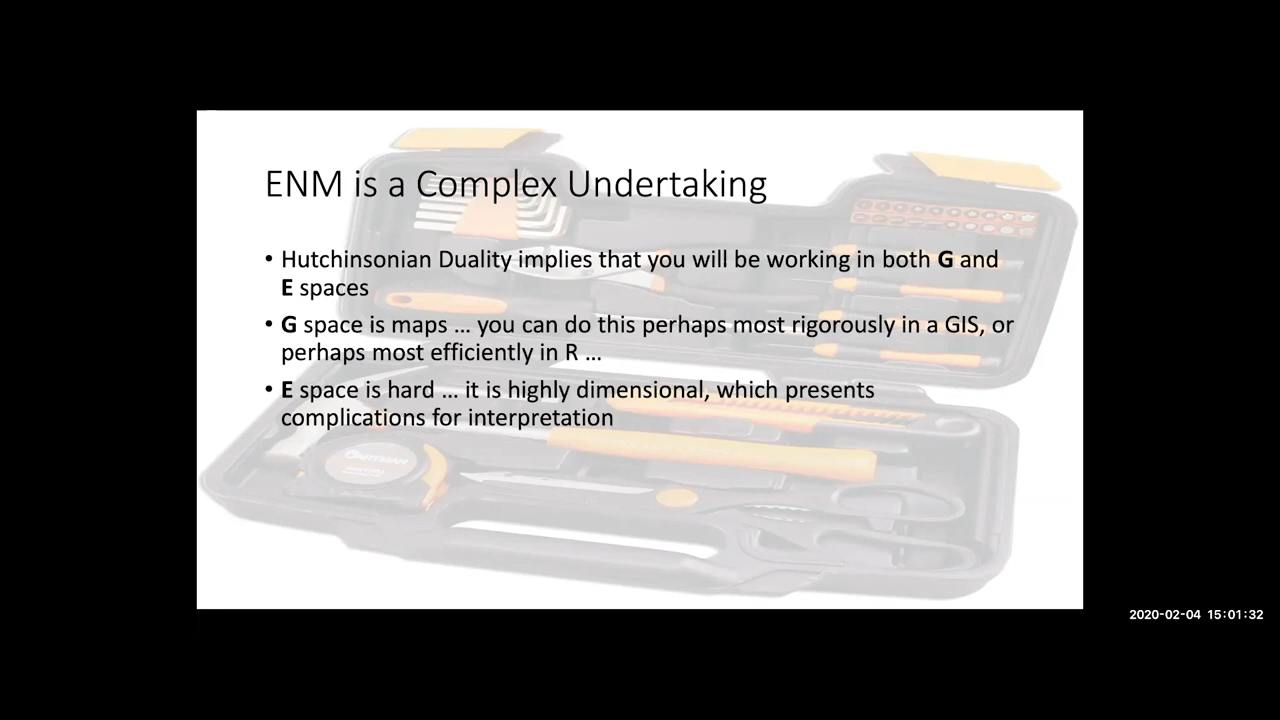 ENM is a Complex Undertaking
• Hutchinsonian Duality implies that you will be working in both G and
E spaces
• G space is maps … you can do this perhaps most rigorously in a GIS, or
perhaps most efficiently in R …
• E space is hard … it is highly dimensional, which presents
complications for interpretation
2020-02-04 15:01:32